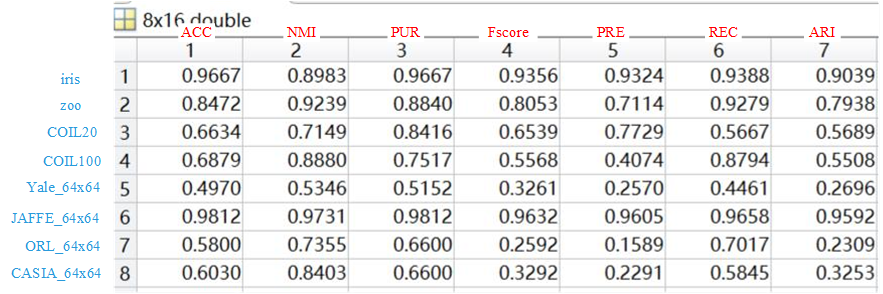 8x16 double
ACC NMI PUR Fscore PRE REC ARI
1 2 3 4 5 6 7
iris 1 0.9667 0.8983 0.9667 0.9356 0.9324 0.9388 0.9039
zoo 2 0.8472 0.9239 0.8840 0.8053 0.7114 0.9279 0.7938
COIL20 3 0.6634 0.7149 0.8416 0.6539 0.7729 0.5667 0.5689
COIL100 4 0.6879 0.8880 0.7517 0.5568 0.4074 0.8794 0.5508
Yale_64x64 5 0.4970 0.5346 0.5152 0.3261 0.2570 0.4461 0.2696
JAFFE_64x64 6 0.9812 0.9731 0.9812 0.9632 0.9605 0.9658 0.9592
ORL_64x64 7 0.5800 0.7355 0.6600 0.2592 0.1589 0.7017 0.2309
CASIA_64x64 8 0.6030 0.8403 0.6600 0.3292 0.2291 0.5845 0.3253